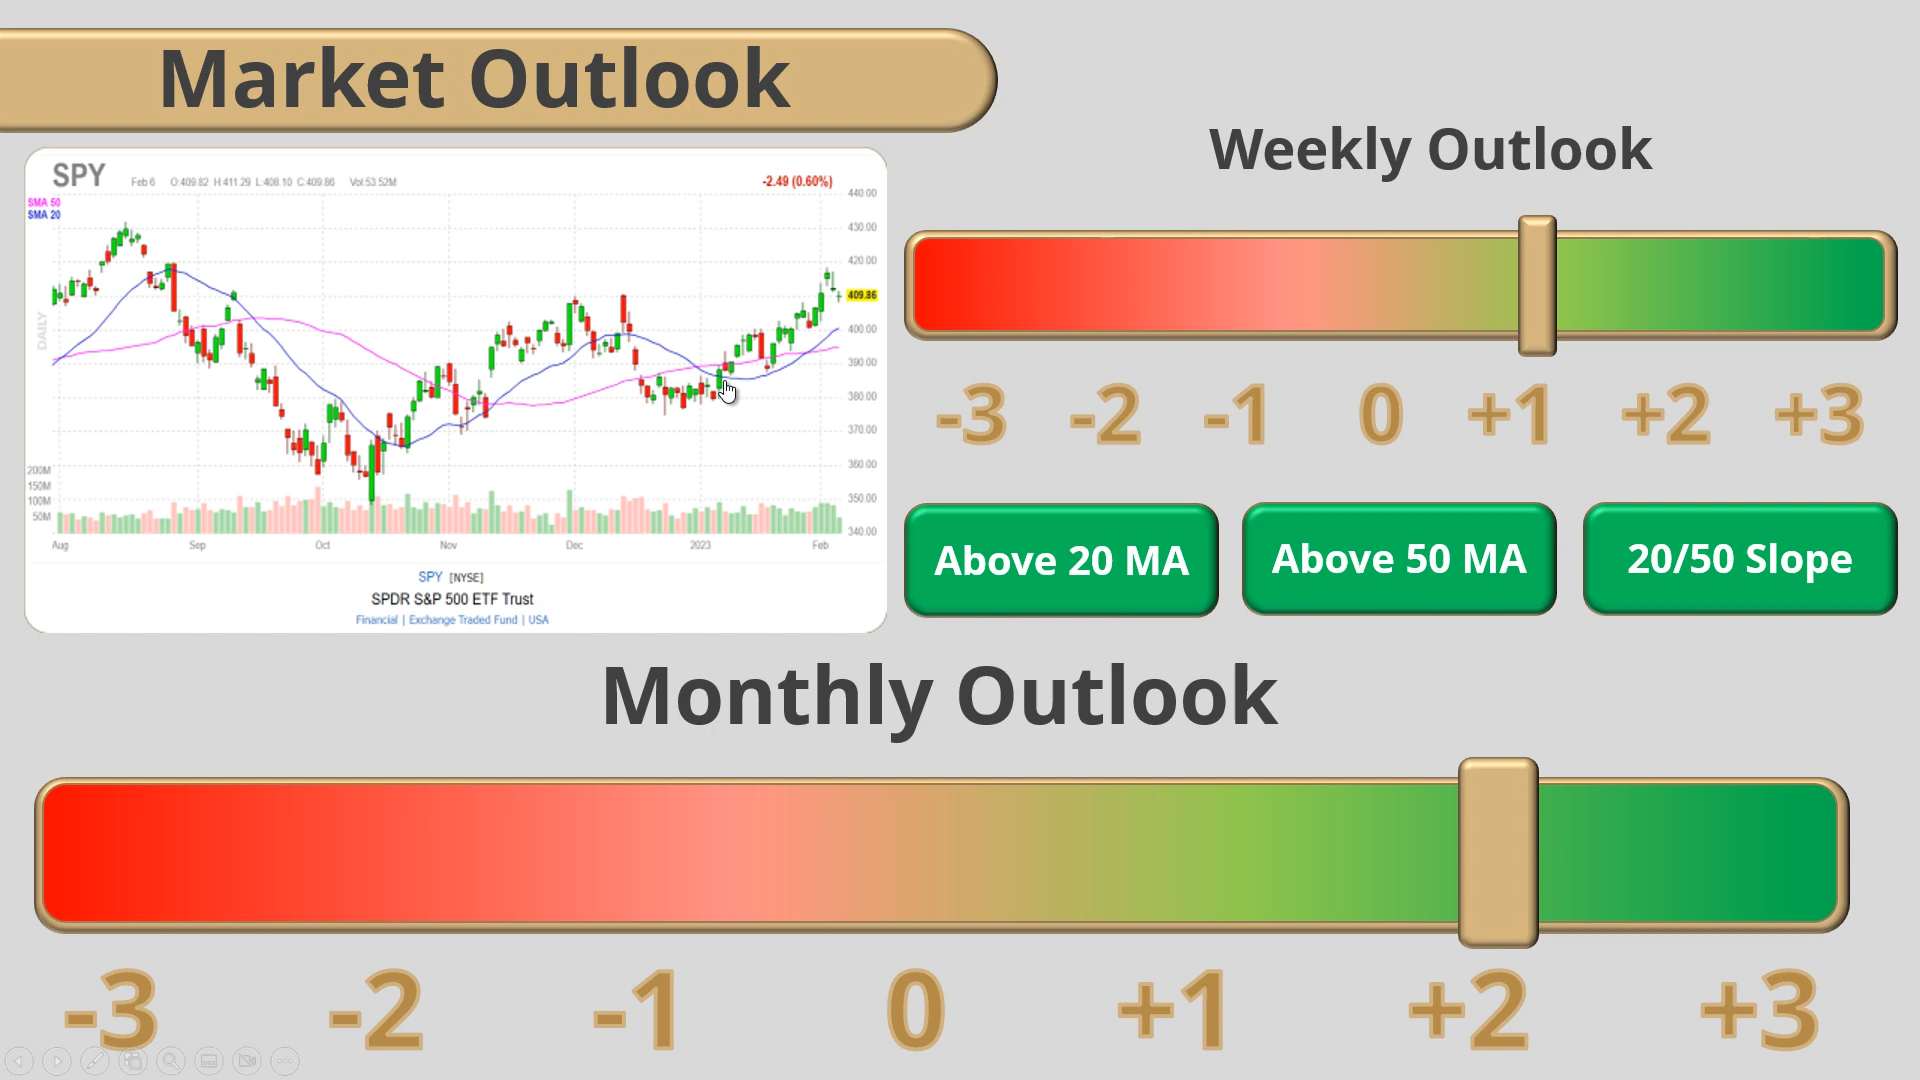 Market Outlook
SPY Feb 6 O:409.82 H:411.29 L:408.10 C:409.86 Vol:53.52M -2.49 (0.60%)
SMA 50
SMA 20
440.00
430.00
420.00
409.86
400.00
390.00
380.00
370.00
360.00
350.00
340.00
DAILY
200M
150M
100M
50M
Aug Sep Oct Nov Dec 2023 Feb
SPY [NYSE]
SPDR S&P 500 ETF Trust
Financial | Exchange Traded Fund | USA
Weekly Outlook
-3 -2 -1 0 +1 +2 +3
Above 20 MA
Above 50 MA
20/50 Slope
Monthly Outlook
-3 -2 -1 0 +1 +2 +3